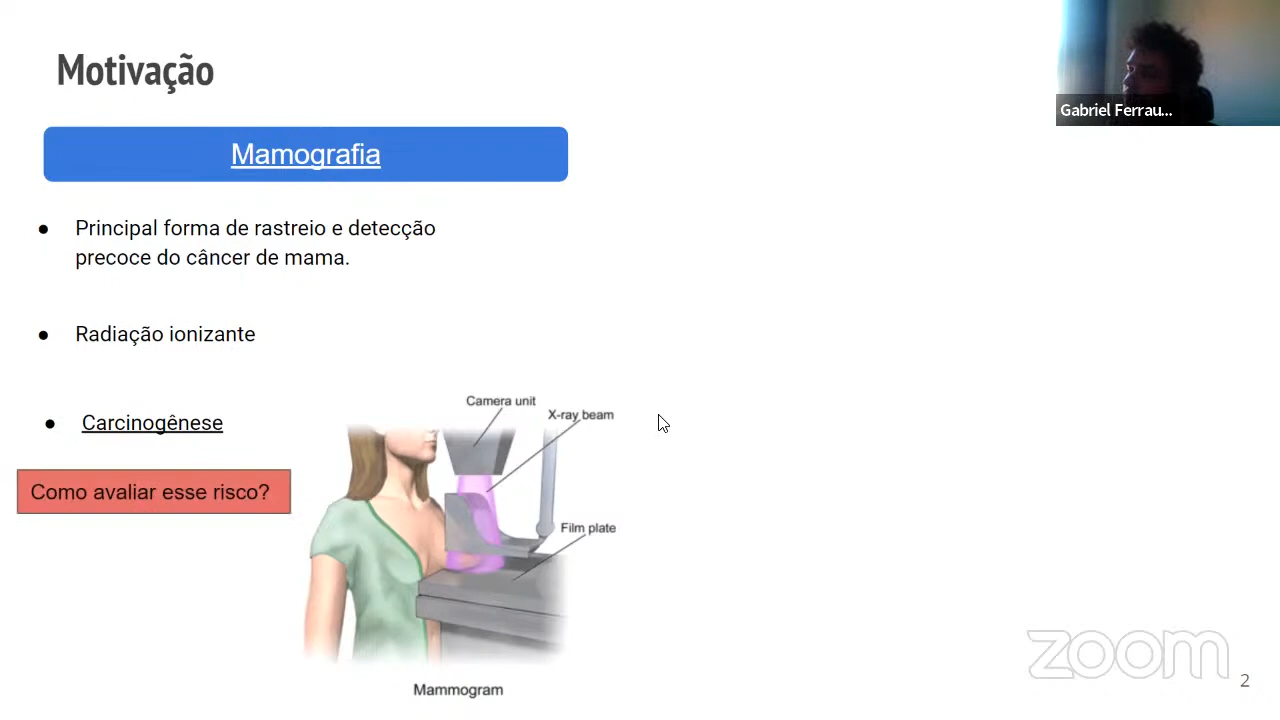 Motivação
Gabriel Ferrau...
Mamografia
● Principal forma de rastreio e detecção
precoce do câncer de mama.
● Radiação ionizante
● Carcinogênese
Como avaliar esse risco?
Camera unit
X-ray beam
Film plate
Mammogram
zoom
2